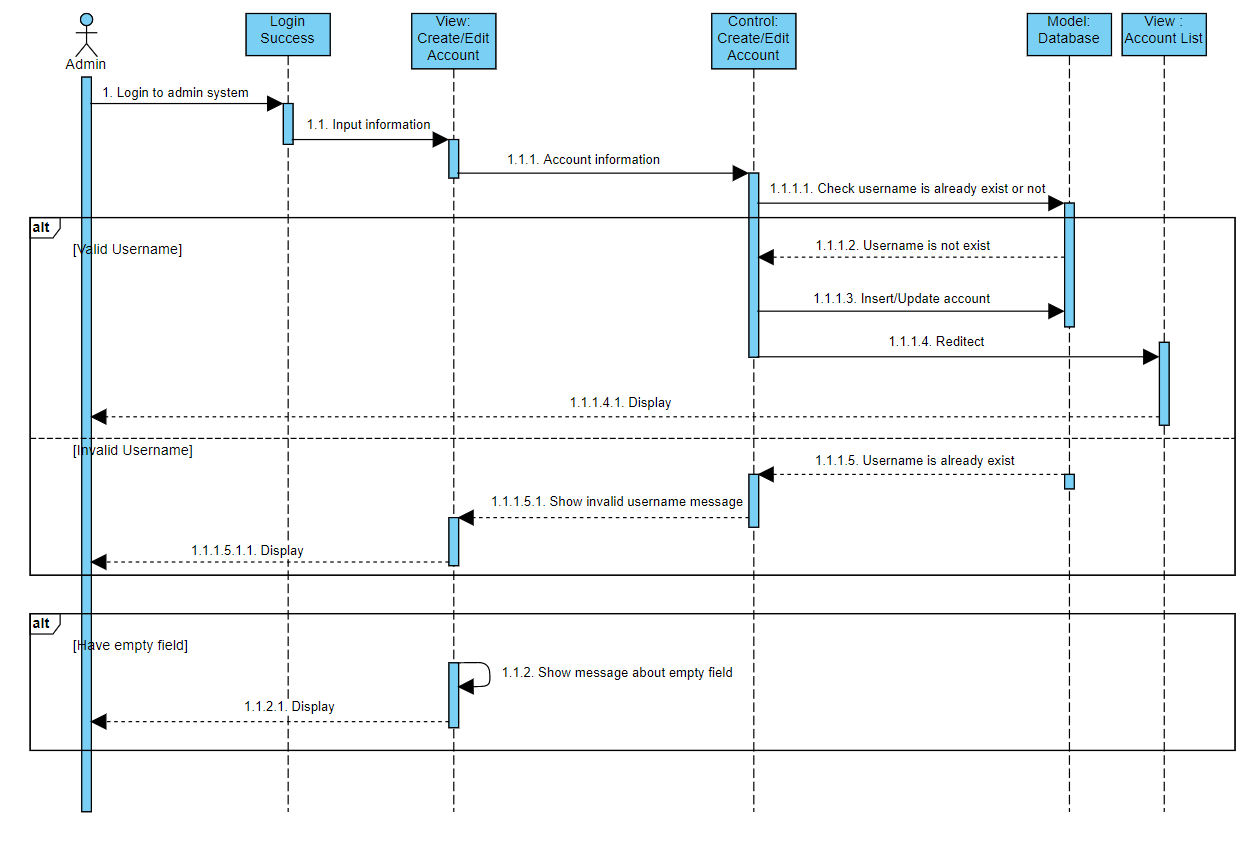 Login
Success
View:
Create/Edit
Account
Control:
Create/Edit
Account
Model:
Database
View :
Account List
Admin
1. Login to admin system
1.1. Input information
1.1.1. Account information
1.1.1.1. Check username is already exist or not
alt
[Valid Username]
1.1.1.2. Username is not exist
1.1.1.3. Insert/Update account
1.1.1.4. Reditect
1.1.1.4.1. Display
[Invalid Username]
1.1.1.5. Username is already exist
1.1.1.5.1. Show invalid username message
1.1.1.5.1.1. Display
alt
[Have empty field]
1.1.2. Show message about empty field
1.1.2.1. Display